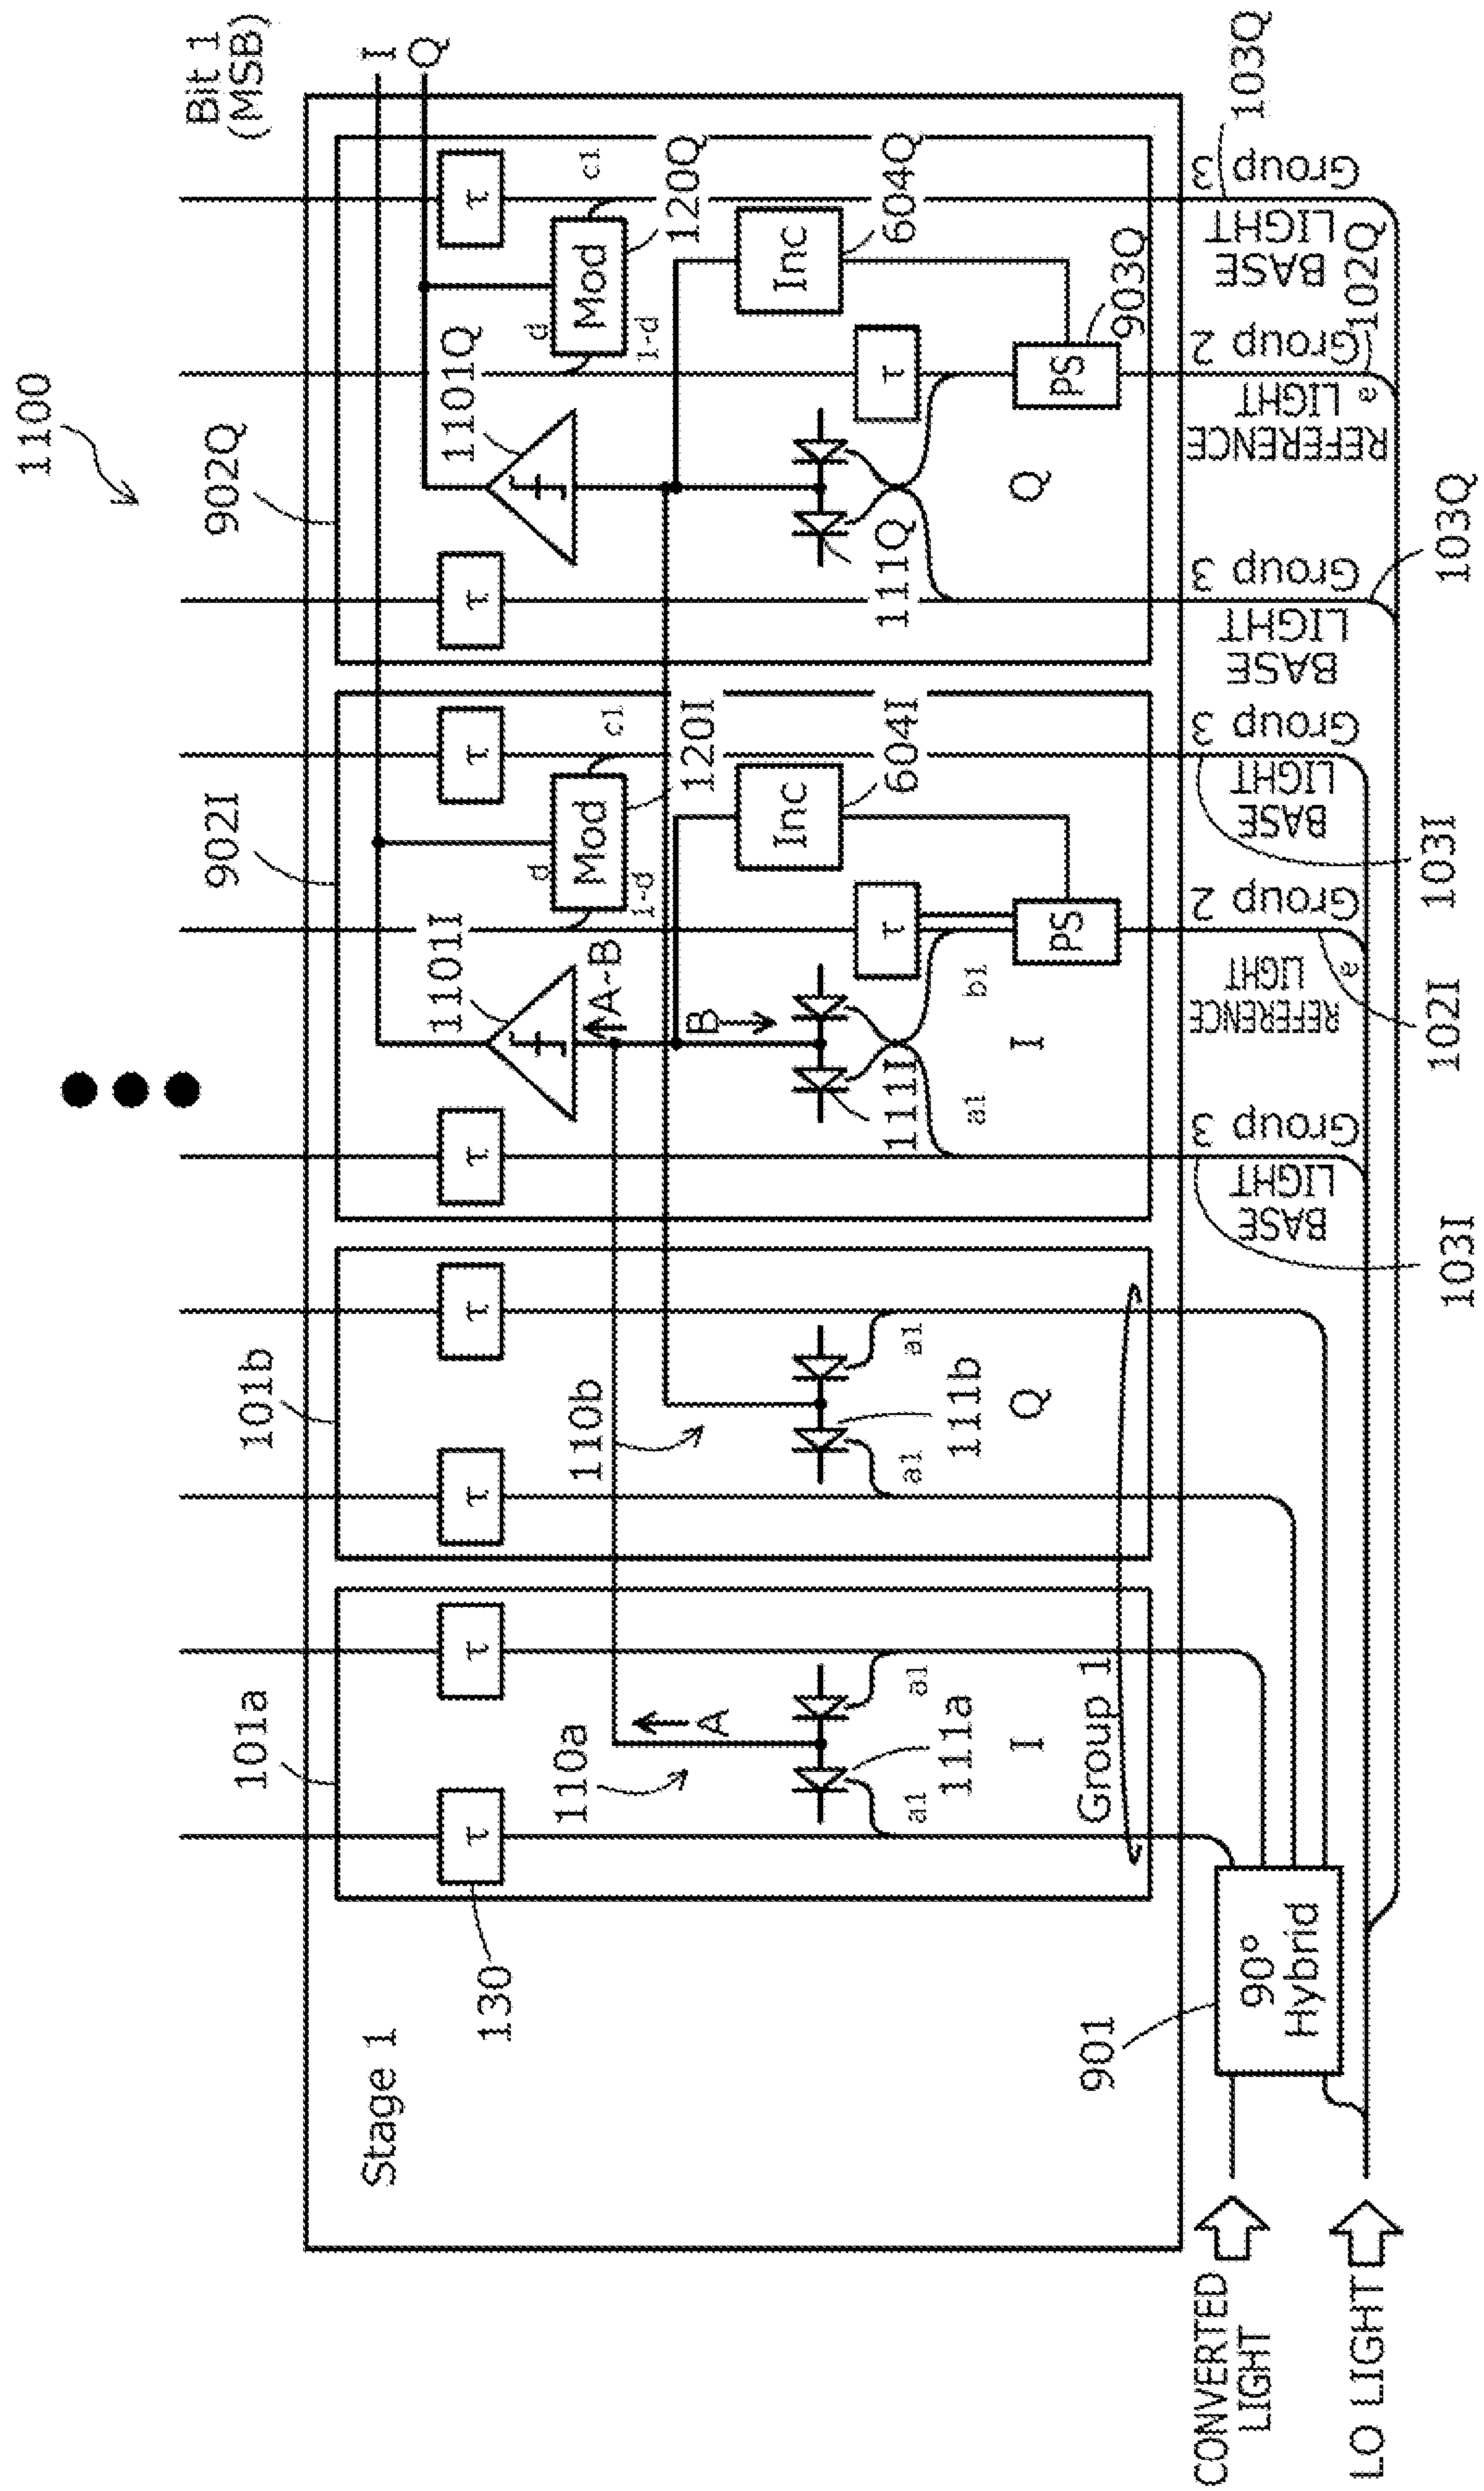 1100
Bit 1
(MSB)
I
Q
Stage 1
101a
101b
902I
902Q
130
τ
τ
τ
τ
τ
τ
τ
τ
110a
110b
A
A-B
B
1101I
1101Q
d
Mod
1-d
c1
120I
d
Mod
1-d
c1
120Q
a1
a1
111a
a1
a1
111b
111I
a1
b1
τ
Inc
604I
PS
111Q
τ
Inc
604Q
PS
903Q
I
Q
I
Q
Group 1
901
90°
Hybrid
CONVERTED
LIGHT
LO LIGHT
Group 3
BASE
LIGHT
103I
Group 2
REFERENCE
LIGHT
e
102I
Group 3
BASE
LIGHT
103I
Group 3
BASE
LIGHT
103Q
Group 2
REFERENCE
LIGHT
e
102Q
Group 3
BASE
LIGHT
103Q